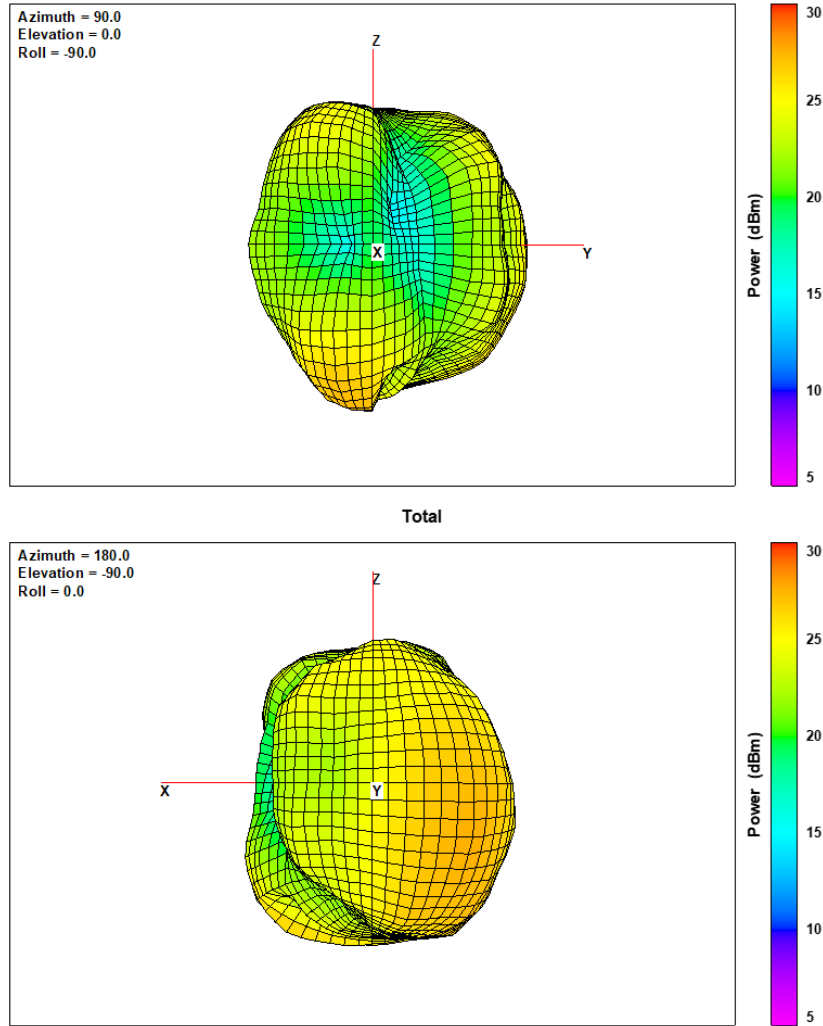 Azimuth = 90.0
Elevation = 0.0
Roll = -90.0
Z
X
Y
30
25
20
15
10
5
Power (dBm)
Total
Azimuth = 180.0
Elevation = -90.0
Roll = 0.0
Z
X
Y
30
25
20
15
10
5
Power (dBm)